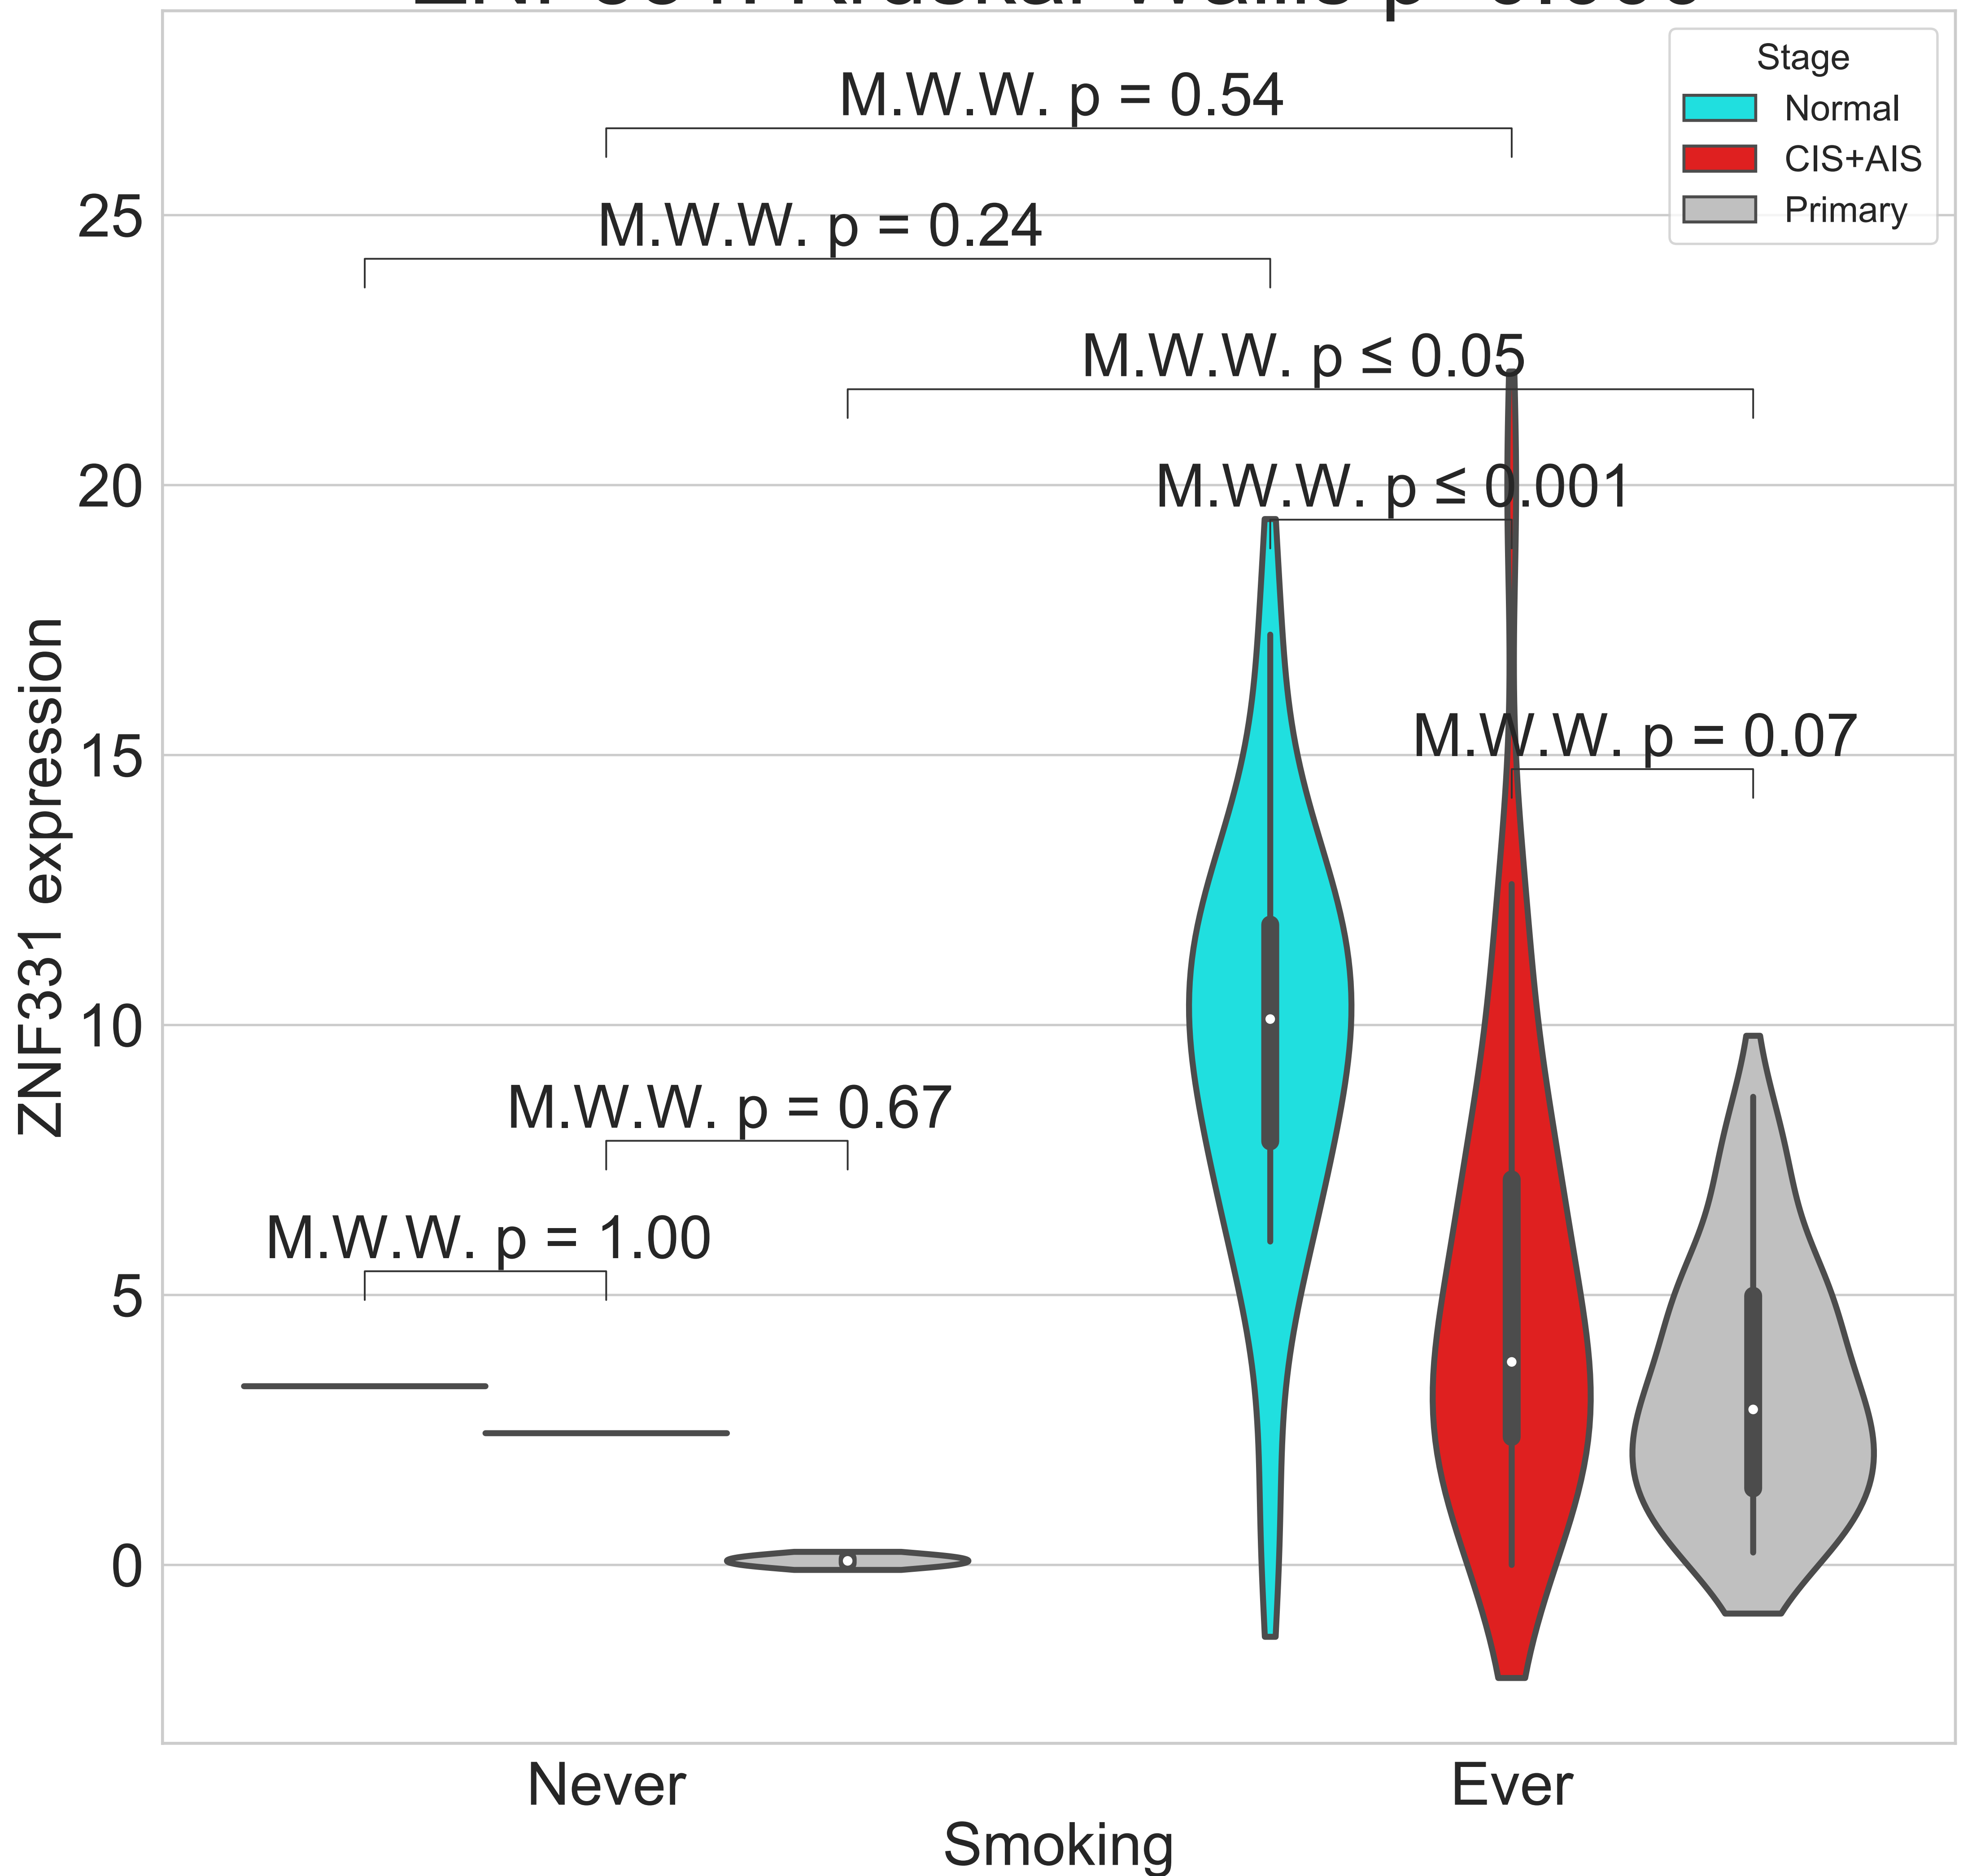 Stage
Normal
CIS+AIS
Primary
M.W.W. p = 0.54
M.W.W. p = 0.24
M.W.W. p ≤ 0.05
M.W.W. p ≤ 0.001
M.W.W. p = 0.07
M.W.W. p = 0.67
M.W.W. p = 1.00
25
20
15
10
5
0
ZNF331 expression
Never
Ever
Smoking